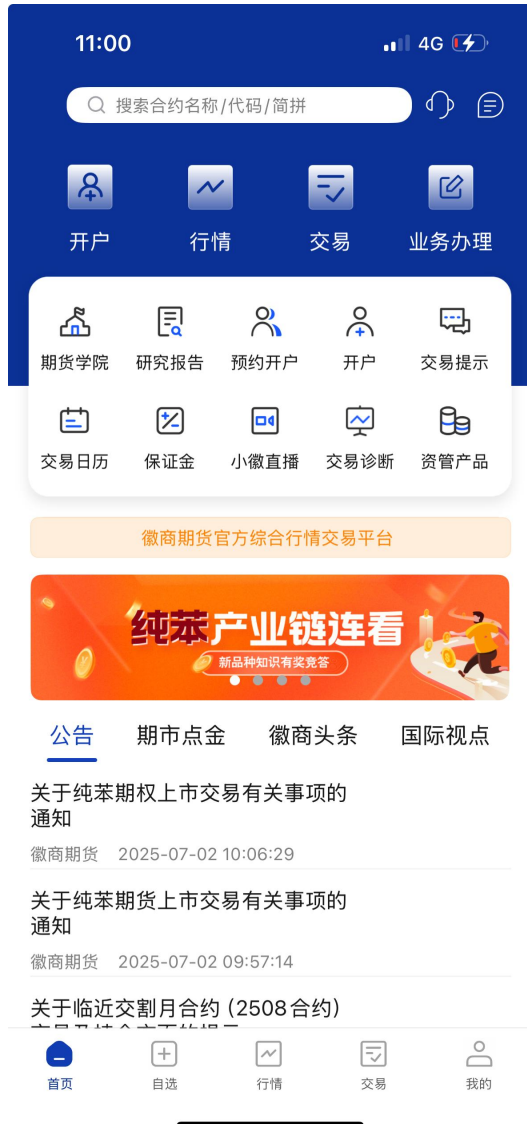 11:00
4G
搜索合约名称/代码/简拼
开户 行情 交易 业务办理
期货学院 研究报告 预约开户 开户 交易提示
交易日历 保证金 小徽直播 交易诊断 资管产品
徽商期货官方综合行情交易平台
纯苯产业链连看
新品种知识有奖竞答
公告 期市点金 徽商头条 国际视点
关于纯苯期权上市交易有关事项的
通知
徽商期货 2025-07-02 10:06:29
关于纯苯期货上市交易有关事项的
通知
徽商期货 2025-07-02 09:57:14
关于临近交割月合约 (2508合约)
首页 自选 行情 交易 我的